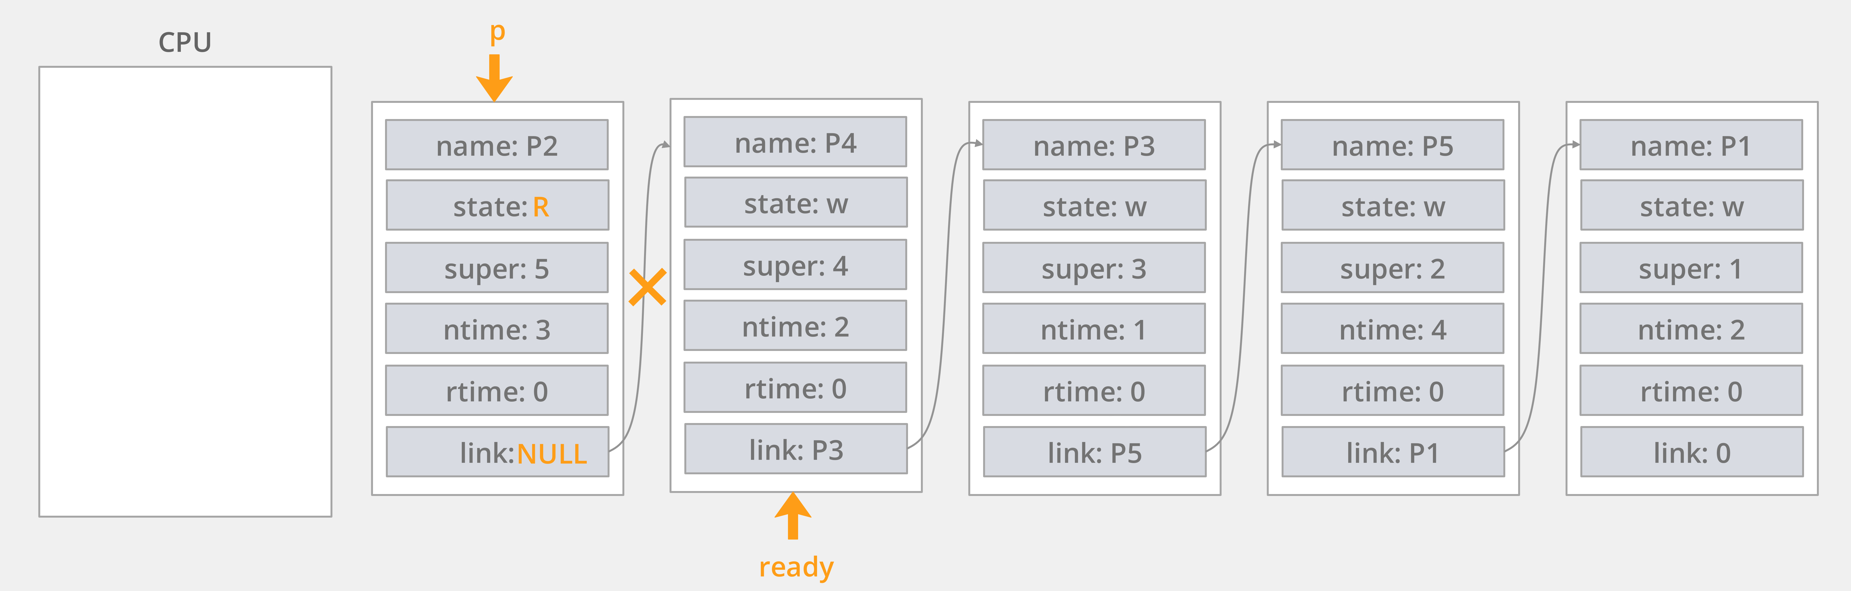 CPU
p
name: P2
state: R
super: 5
ntime: 3
rtime: 0
link:NULL
name: P4
state: w
super: 4
ntime: 2
rtime: 0
link: P3
ready
name: P3
state: w
super: 3
ntime: 1
rtime: 0
link: P5
name: P5
state: w
super: 2
ntime: 4
rtime: 0
link: P1
name: P1
state: w
super: 1
ntime: 2
rtime: 0
link: 0